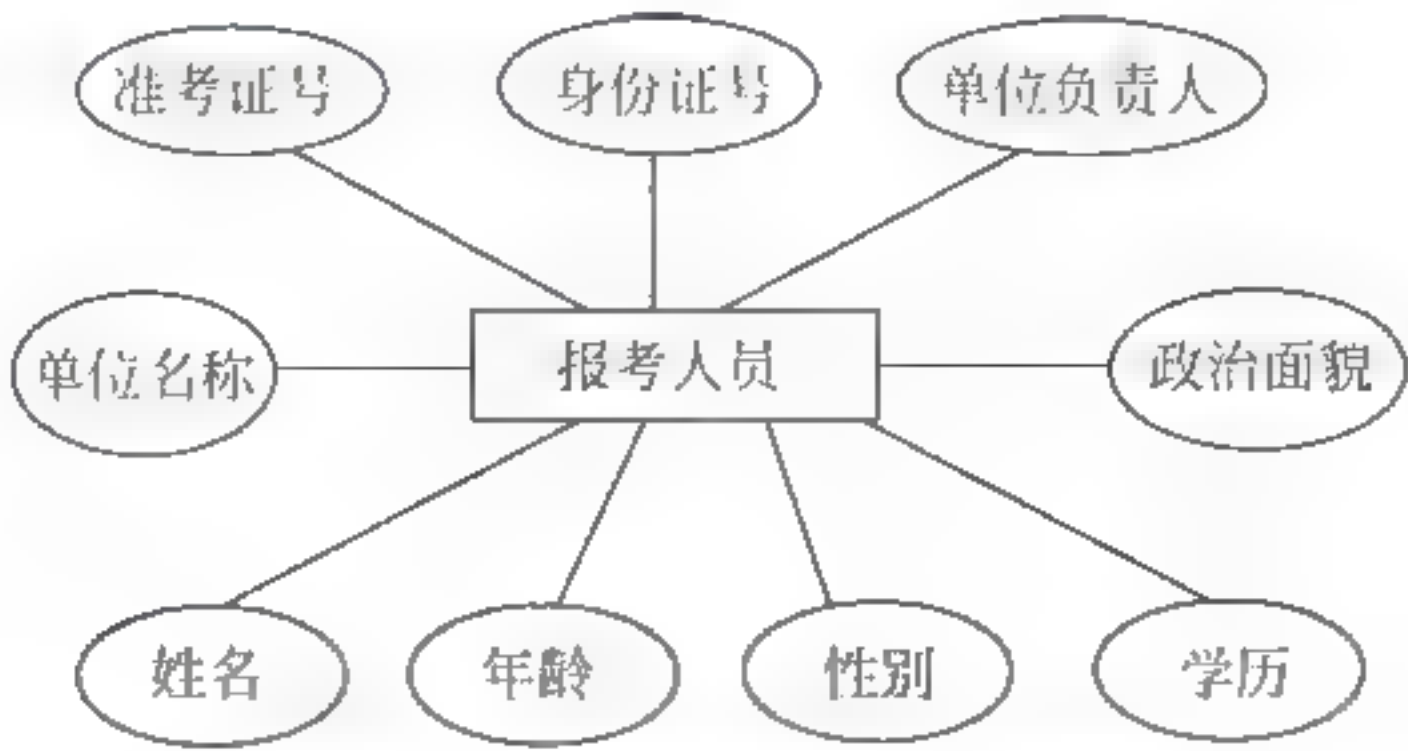 准考证号
身份证号
单位负责人
单位名称
报考人员
政治面貌
姓名
年龄
性别
学历